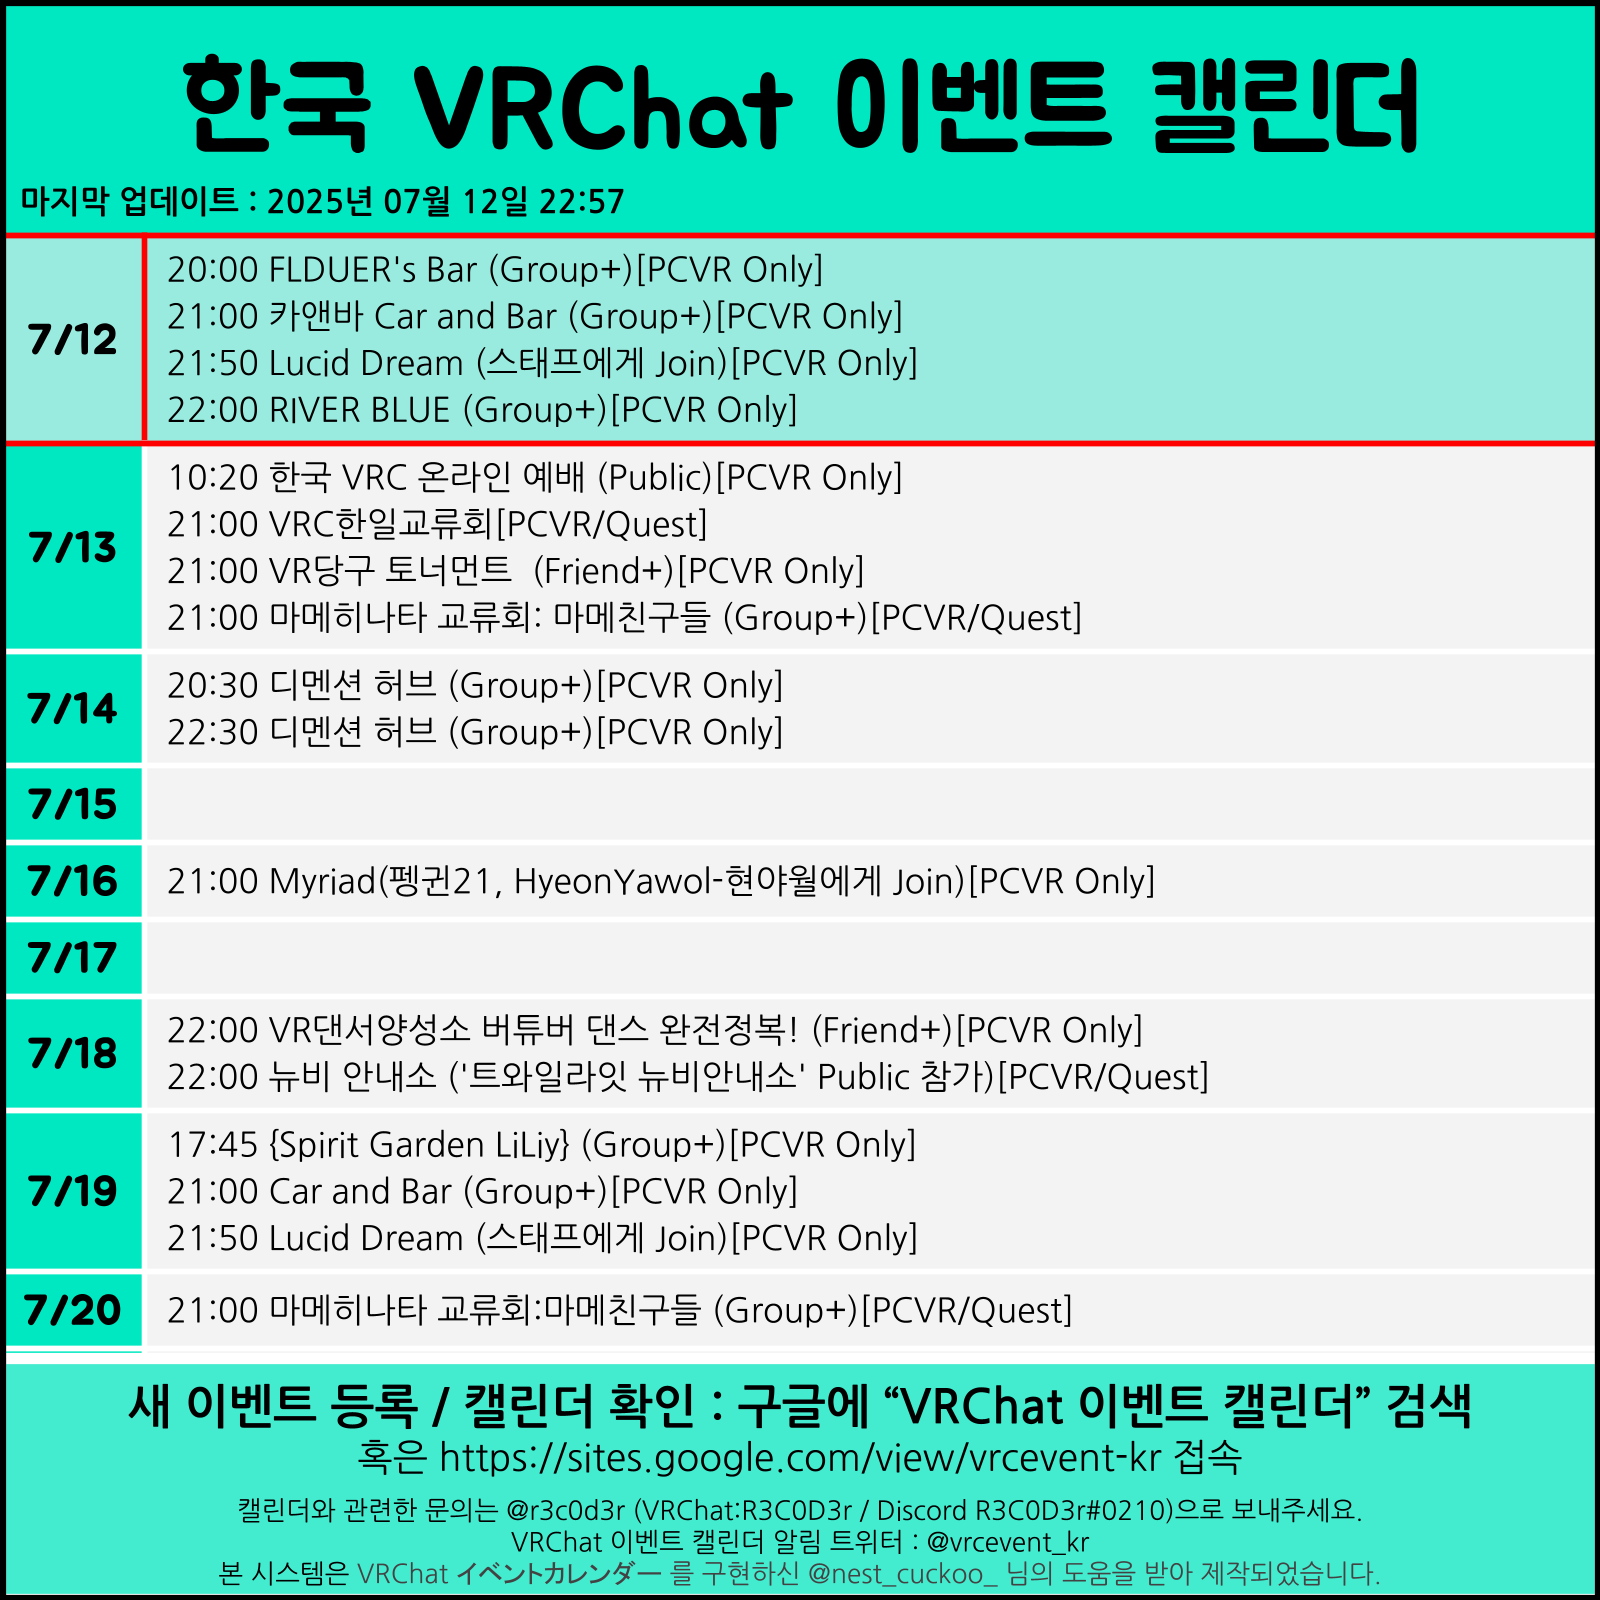 한국 VRChat 이벤트 캘린더
마지막 업데이트 : 2025년 07월 12일 22:57
7/12
20:00 FLDUER's Bar (Group+)[PCVR Only]
21:00 카앤바 Car and Bar (Group+)[PCVR Only]
21:50 Lucid Dream (스태프에게 Join)[PCVR Only]
22:00 RIVER BLUE (Group+)[PCVR Only]
7/13
10:20 한국 VRC 온라인 예배 (Public)[PCVR Only]
21:00 VRC한일교류회[PCVR/Quest]
21:00 VR당구 토너먼트  (Friend+)[PCVR Only]
21:00 마메히나타 교류회: 마메친구들 (Group+)[PCVR/Quest]
7/14
20:30 디멘션 허브 (Group+)[PCVR Only]
22:30 디멘션 허브 (Group+)[PCVR Only]
7/15
7/16
21:00 Myriad(펭귄21, HyeonYawol-현야월에게 Join)[PCVR Only]
7/17
7/18
22:00 VR댄서양성소 버튜버 댄스 완전정복! (Friend+)[PCVR Only]
22:00 뉴비 안내소 ('트와일라잇 뉴비안내소' Public 참가)[PCVR/Quest]
7/19
17:45 {Spirit Garden LiLiy} (Group+)[PCVR Only]
21:00 Car and Bar (Group+)[PCVR Only]
21:50 Lucid Dream (스태프에게 Join)[PCVR Only]
7/20
21:00 마메히나타 교류회:마메친구들 (Group+)[PCVR/Quest]
새 이벤트 등록 / 캘린더 확인 : 구글에 “VRChat 이벤트 캘린더” 검색
혹은 https://sites.google.com/view/vrcevent-kr 접속
캘린더와 관련한 문의는 @r3c0d3r (VRChat:R3C0D3r / Discord R3C0D3r#0210)으로 보내주세요.
VRChat 이벤트 캘린더 알림 트위터 : @vrcevent_kr
본 시스템은 VRChat イベントカレンダー 를 구현하신 @nest_cuckoo_ 님의 도움을 받아 제작되었습니다.